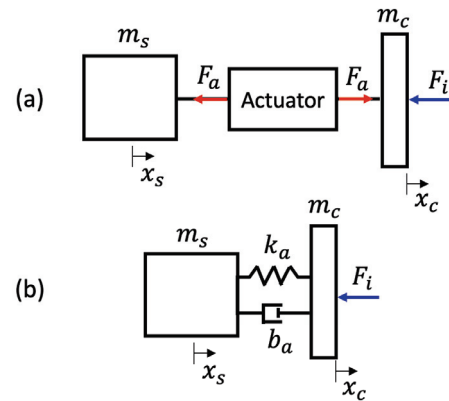 (a)
m_s
F_a
Actuator
F_a
m_c
F_i
x_s
x_c
(b)
m_s
k_a
b_a
m_c
F_i
x_s
x_c